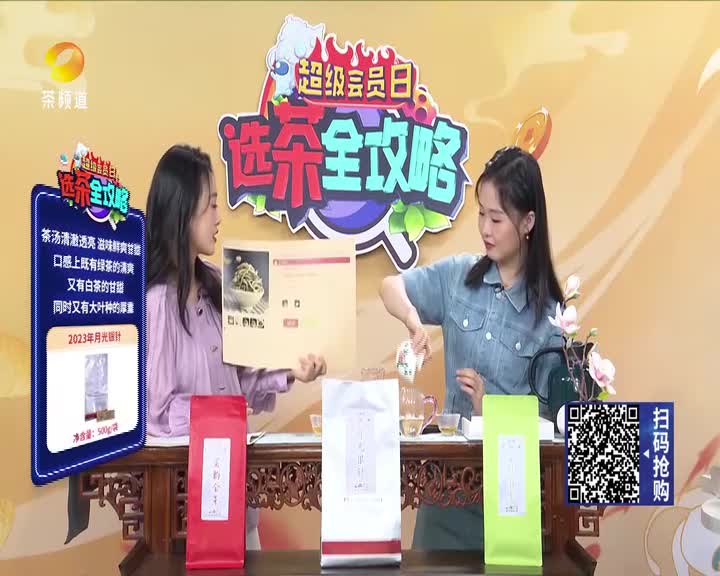 茶频道
超级会员日
选茶全攻略
超级会员日
选茶全攻略
茶汤清澈透亮 滋味鲜爽甘甜
口感上既有绿茶的清爽
又有白茶的甘甜
同时又有大叶种的厚重
2023年月光银针
净含量：500g/袋
扫码抢购